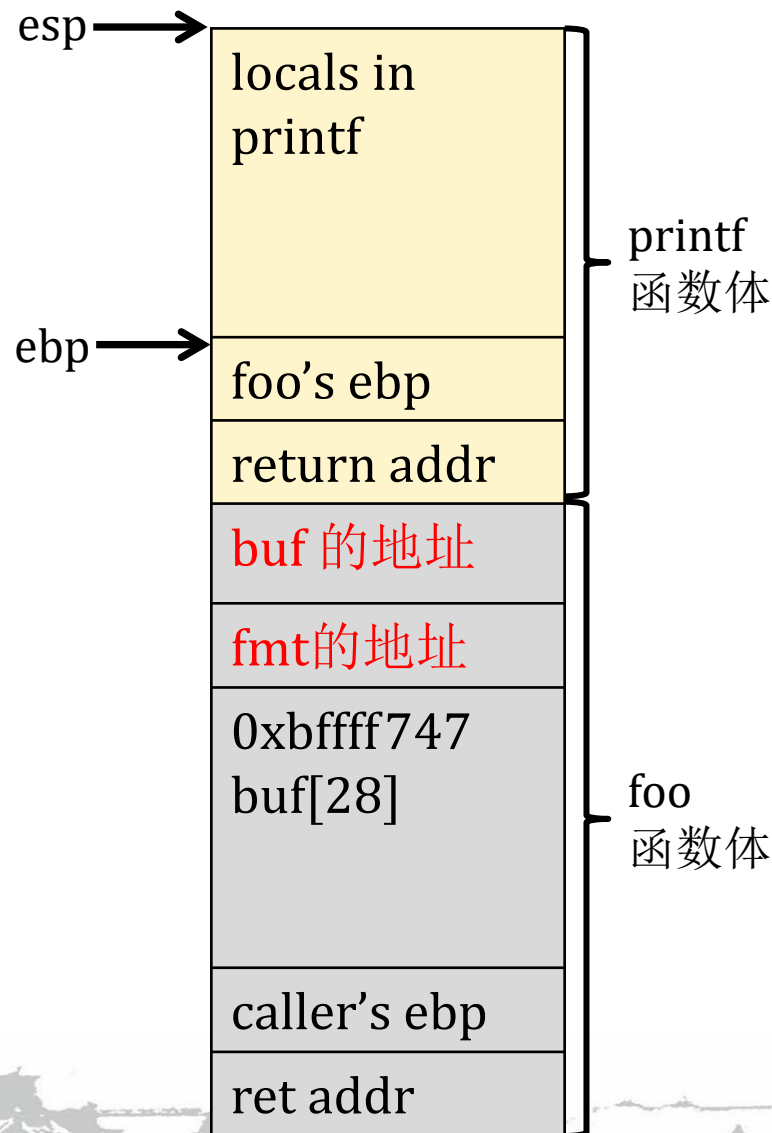 esp
locals in
printf
printf
函数体
ebp
foo’s ebp
return addr
buf 的地址
fmt的地址
0xbffff747
buf[28]
foo
函数体
caller’s ebp
ret addr